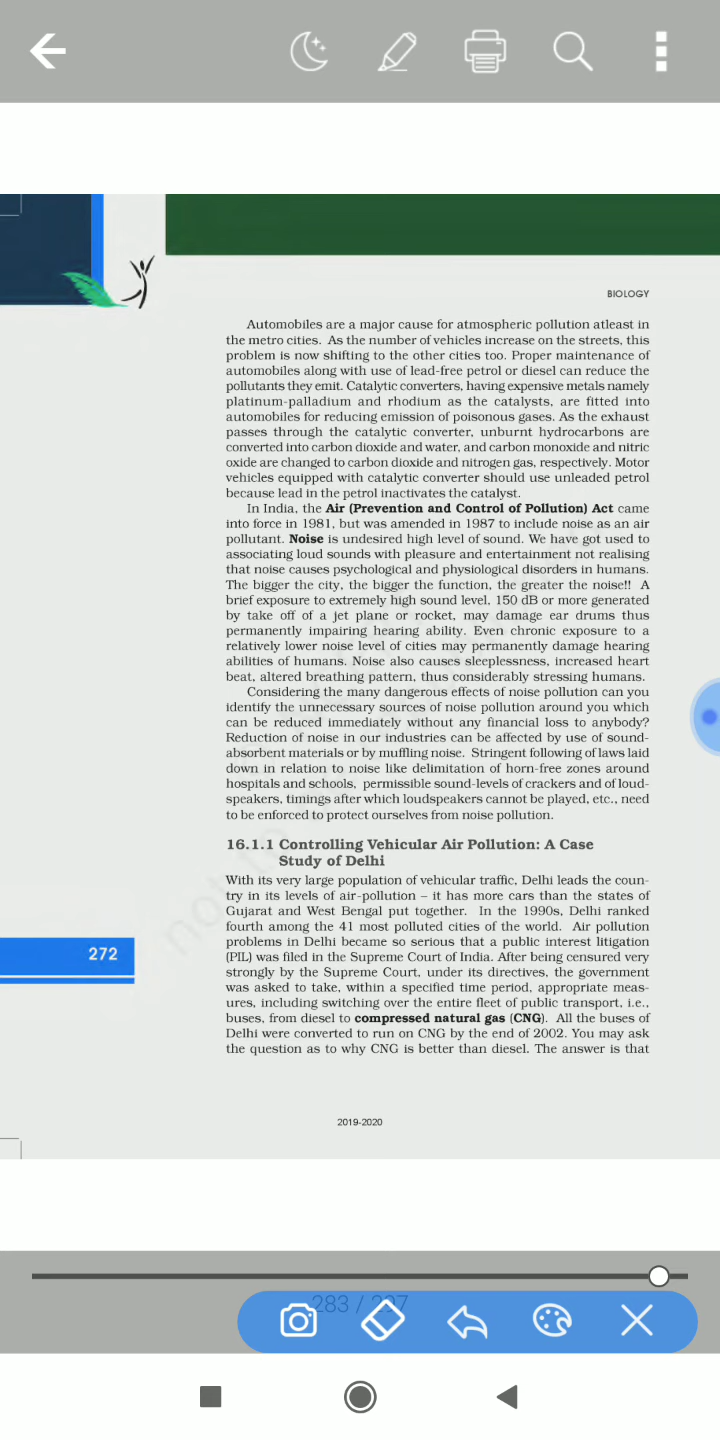 BIOLOGY
Automobiles are a major cause for atmospheric pollution atleast in
the metro cities. As the number of vehicles increase on the streets, this
problem is now shifting to the other cities too. Proper maintenance of
automobiles along with use of lead-free petrol or diesel can reduce the
pollutants they emit. Catalytic converters, having expensive metals namely
platinum-palladium and rhodium as the catalysts, are fitted into
automobiles for reducing emission of poisonous gases. As the exhaust
passes through the catalytic converter, unburnt hydrocarbons are
converted into carbon dioxide and water, and carbon monoxide and nitric
oxide are changed to carbon dioxide and nitrogen gas, respectively. Motor
vehicles equipped with catalytic converter should use unleaded petrol
because lead in the petrol inactivates the catalyst.
In India, the Air (Prevention and Control of Pollution) Act came
into force in 1981, but was amended in 1987 to include noise as an air
pollutant. Noise is undesired high level of sound. We have got used to
associating loud sounds with pleasure and entertainment not realising
that noise causes psychological and physiological disorders in humans.
The bigger the city, the bigger the function, the greater the noise!! A
brief exposure to extremely high sound level, 150 dB or more generated
by take off of a jet plane or rocket, may damage ear drums thus
permanently impairing hearing ability. Even chronic exposure to a
relatively lower noise level of cities may permanently damage hearing
abilities of humans. Noise also causes sleeplessness, increased heart
beat, altered breathing pattern, thus considerably stressing humans.
Considering the many dangerous effects of noise pollution can you
identify the unnecessary sources of noise pollution around you which
can be reduced immediately without any financial loss to anybody?
Reduction of noise in our industries can be affected by use of sound-
absorbent materials or by muffling noise. Stringent following of laws laid
down in relation to noise like delimitation of horn-free zones around
hospitals and schools, permissible sound-levels of crackers and of loud-
speakers, timings after which loudspeakers cannot be played, etc., need
to be enforced to protect ourselves from noise pollution.
16.1.1 Controlling Vehicular Air Pollution: A Case
Study of Delhi
With its very large population of vehicular traffic, Delhi leads the coun-
try in its levels of air-pollution – it has more cars than the states of
Gujarat and West Bengal put together. In the 1990s, Delhi ranked
fourth among the 41 most polluted cities of the world. Air pollution
problems in Delhi became so serious that a public interest litigation
(PIL) was filed in the Supreme Court of India. After being censured very
strongly by the Supreme Court, under its directives, the government
was asked to take, within a specified time period, appropriate meas-
ures, including switching over the entire fleet of public transport, i.e.,
buses, from diesel to compressed natural gas (CNG). All the buses of
Delhi were converted to run on CNG by the end of 2002. You may ask
the question as to why CNG is better than diesel. The answer is that
272
2019-2020
283 /